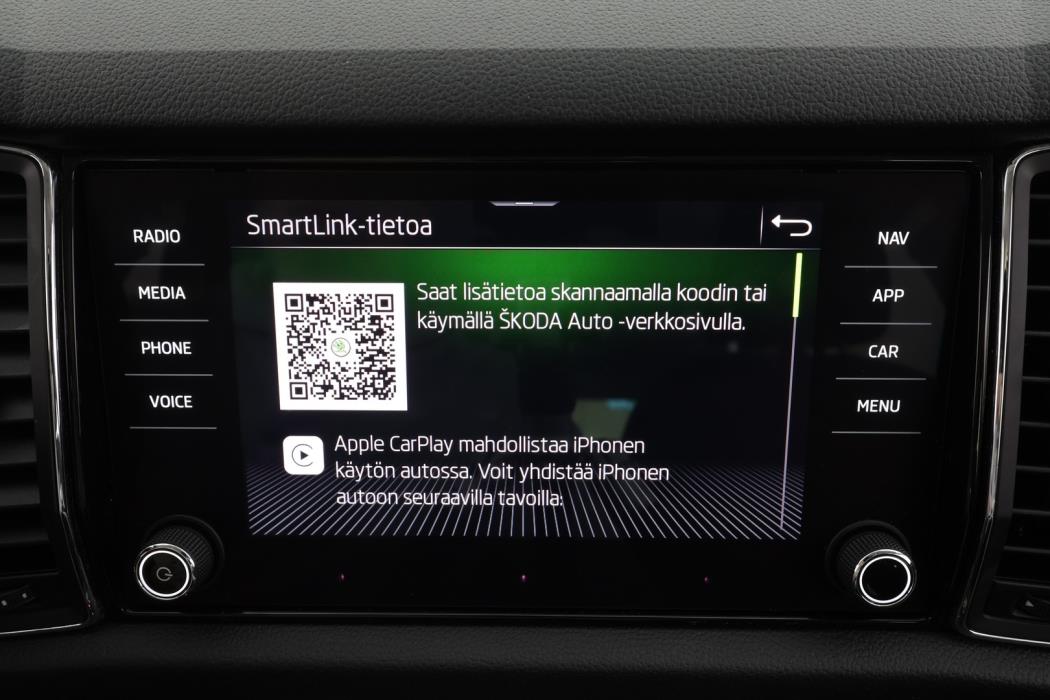 SmartLink-tietoa
RADIO
MEDIA
PHONE
VOICE
Saat lisätietoa skannaamalla koodin tai
käymällä ŠKODA Auto -verkkosivulla.
Apple CarPlay mahdollistaa iPhonen
käytön autossa. Voit yhdistää iPhonen
autoon seuraavilla tavoilla:
NAV
APP
CAR
MENU